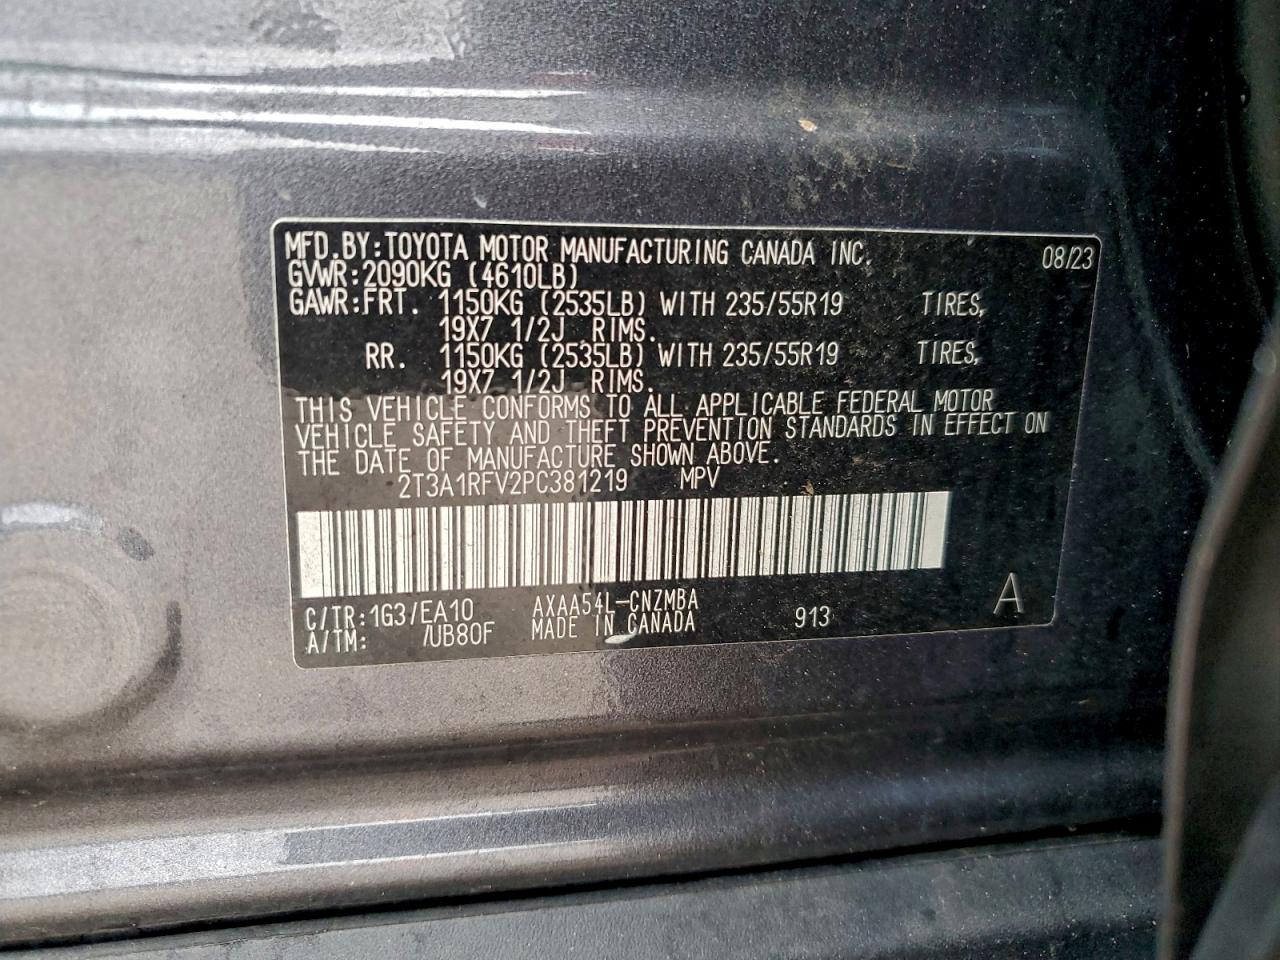 MFD.BY:TOYOTA MOTOR MANUFACTURING CANADA INC. 08/23
GVWR:2090KG (4610LB)
GAWR:FRT. 1150KG (2535LB) WITH 235/55R19 TIRES,
19X7 1/2J RIMS.
RR. 1150KG (2535LB) WITH 235/55R19 TIRES,
19X7 1/2J RIMS.
THIS VEHICLE CONFORMS TO ALL APPLICABLE FEDERAL MOTOR
VEHICLE SAFETY AND THEFT PREVENTION STANDARDS IN EFFECT ON
THE DATE OF MANUFACTURE SHOWN ABOVE.
2T3A1RFV2PC381219 MPV
C/TR:1G3/EA10 AXAA54L-CNZMBA 913 A
A/TM: /UB80F MADE IN CANADA